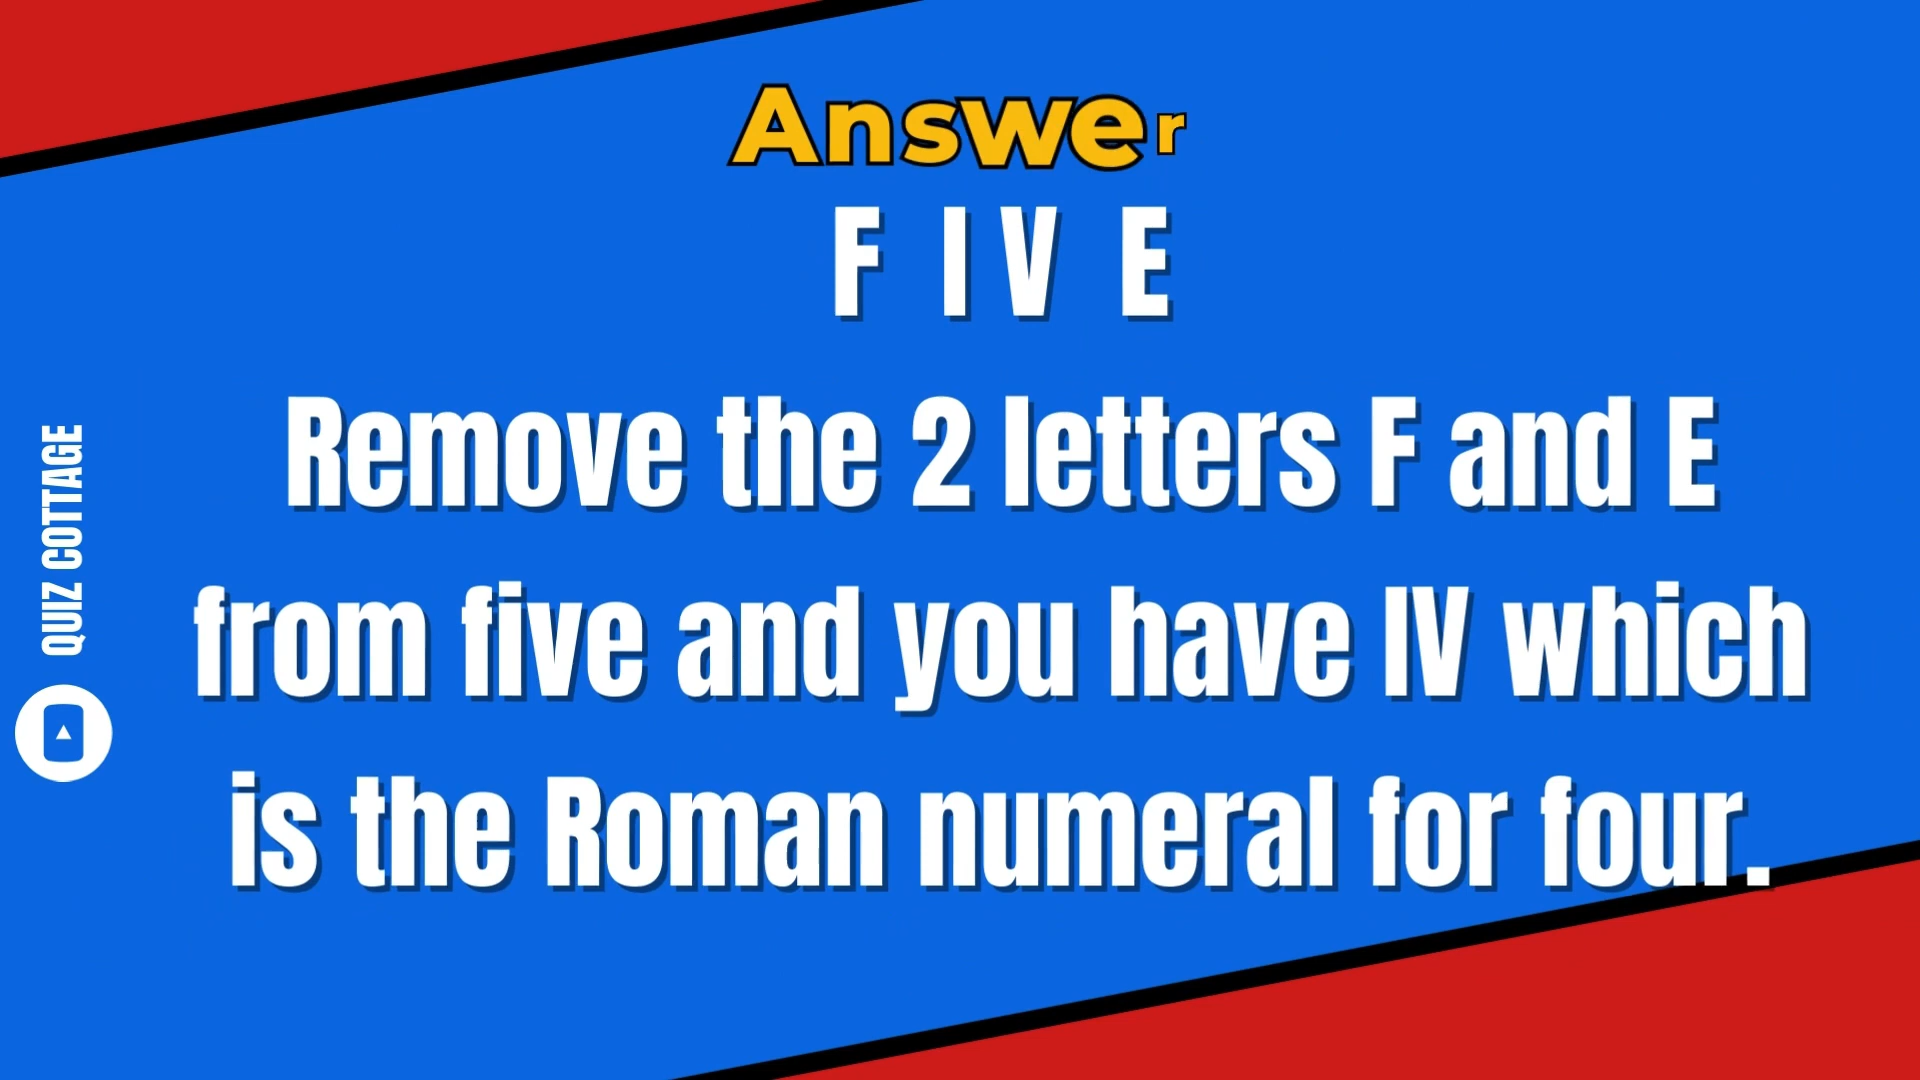 Answer
F IV E
Remove the 2 letters F and E
from five and you have IV which
is the Roman numeral for four.
QUIZ COTTAGE